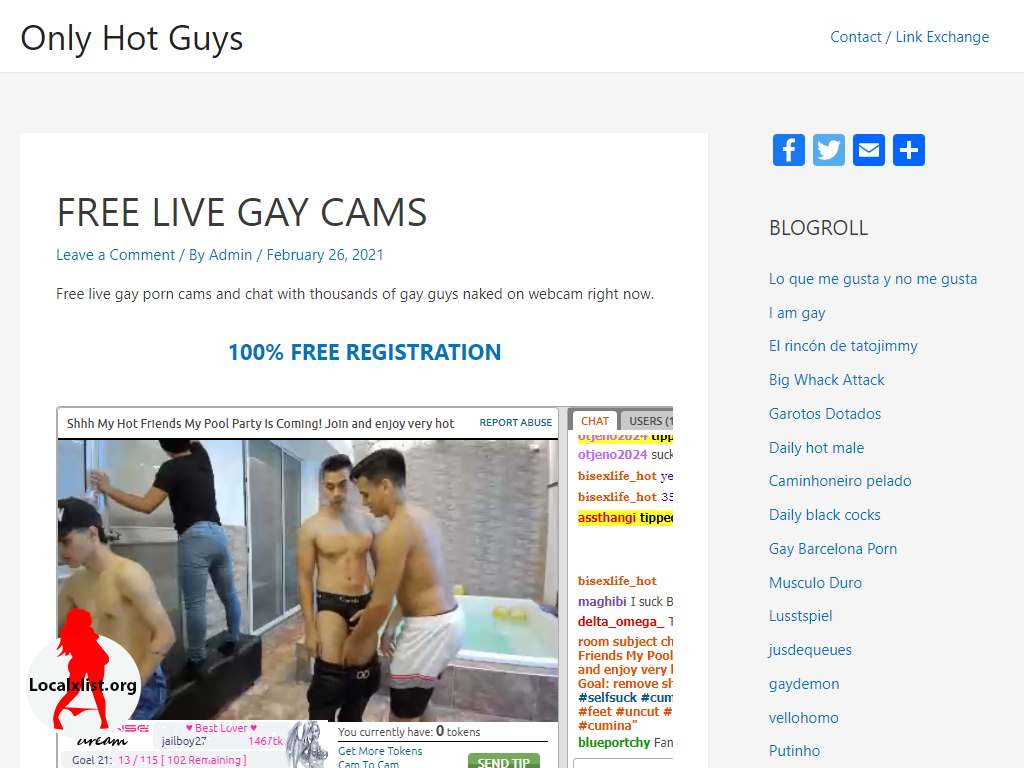 Only Hot Guys
Contact / Link Exchange
FREE LIVE GAY CAMS
Leave a Comment / By Admin / February 26, 2021
Free live gay porn cams and chat with thousands of gay guys naked on webcam right now.
100% FREE REGISTRATION
Shhh My Hot Friends My Pool Party Is Coming! Join and enjoy very hot
REPORT ABUSE
CHAT
USERS (1
otjeno2024 tipp
otjeno2024 suck
bisexlife_hot ye
bisexlife_hot 35
assthangi tipped
bisexlife_hot
maghibi I suck B
delta_omega_ T
room subject ch
Friends My Pool
and enjoy very
Goal: remove sh
#selfsuck #cum
#feet #uncut #
#cumina"
blueportchy Fan
Localxlist.org
dream
♥ Best Lover ♥
jailboy27
1467tk
Goal 21: 13 / 115 [ 102 Remaining ]
You currently have: 0 tokens
Get More Tokens
Cam To Cam
SEND TIP
BLOGROLL
Lo que me gusta y no me gusta
I am gay
El rincón de tatojimmy
Big Whack Attack
Garotos Dotados
Daily hot male
Caminhoneiro pelado
Daily black cocks
Gay Barcelona Porn
Musculo Duro
Lusstspiel
jusdequeues
gaydemon
vellohomo
Putinho